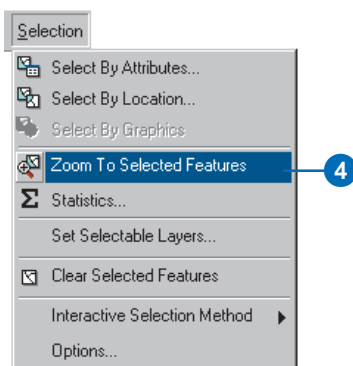 Selection
Select By Attributes...
Select By Location...
Select By Graphics
Zoom To Selected Features
4
Σ Statistics...
Set Selectable Layers...
Clear Selected Features
Interactive Selection Method
Options...